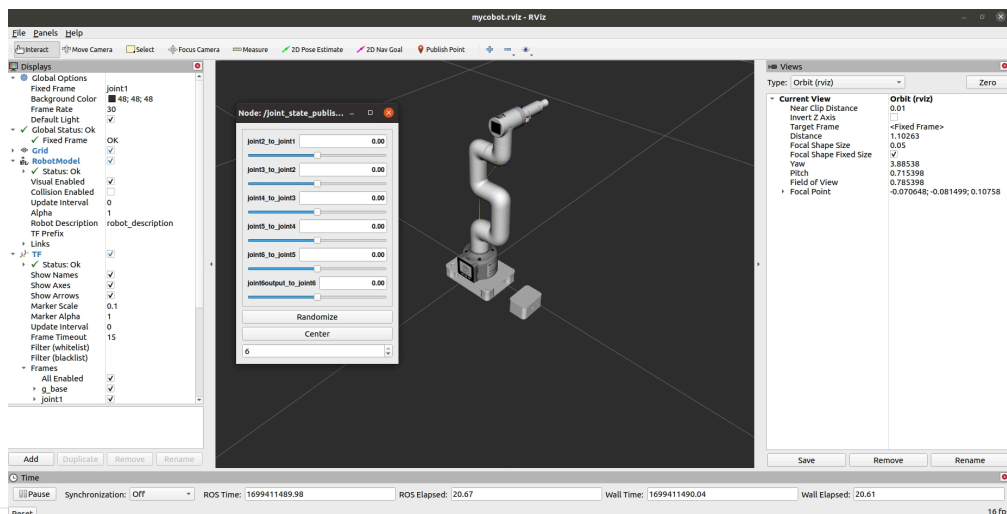 mycobot.rviz - RViz
File Panels Help
Interact Move Camera Select Focus Camera Measure 2D Pose Estimate 2D Nav Goal Publish Point
Displays
Global Options
Fixed Frame joint1
Background Color 48; 48; 48
Frame Rate 30
Default Light
Global Status: Ok
Fixed Frame OK
Grid
RobotModel
Status: Ok
Visual Enabled
Collision Enabled
Update Interval 0
Alpha 1
Robot Description robot_description
TF Prefix
Links
TF
Status: Ok
Show Names
Show Axes
Show Arrows
Marker Scale 0.1
Marker Alpha 1
Update Interval 0
Frame Timeout 15
Filter (whitelist)
Filter (blacklist)
Frames
All Enabled
g_base
joint1
Add Duplicate Remove Rename
Node: /joint_state_publis...
joint2_to_joint1 0.00
joint3_to_joint2 0.00
joint4_to_joint3 0.00
joint5_to_joint4 0.00
joint6_to_joint5 0.00
joint6output_to_joint6 0.00
Randomize
Center
6
Views
Type: Orbit (rviz) Zero
Current View Orbit (rviz)
Near Clip Distance 0.01
Invert Z Axis
Target Frame <Fixed Frame>
Distance 1.10263
Focal Shape Size 0.05
Focal Shape Fixed Size
Yaw 3.88538
Pitch 0.715398
Field of View 0.785398
Focal Point -0.070648; -0.081499; 0.10758
Save Remove Rename
Time
Pause Synchronization: Off ROS Time: 1699411489.98 ROS Elapsed: 20.67 Wall Time: 1699411490.04 Wall Elapsed: 20.61
Reset 16 fps